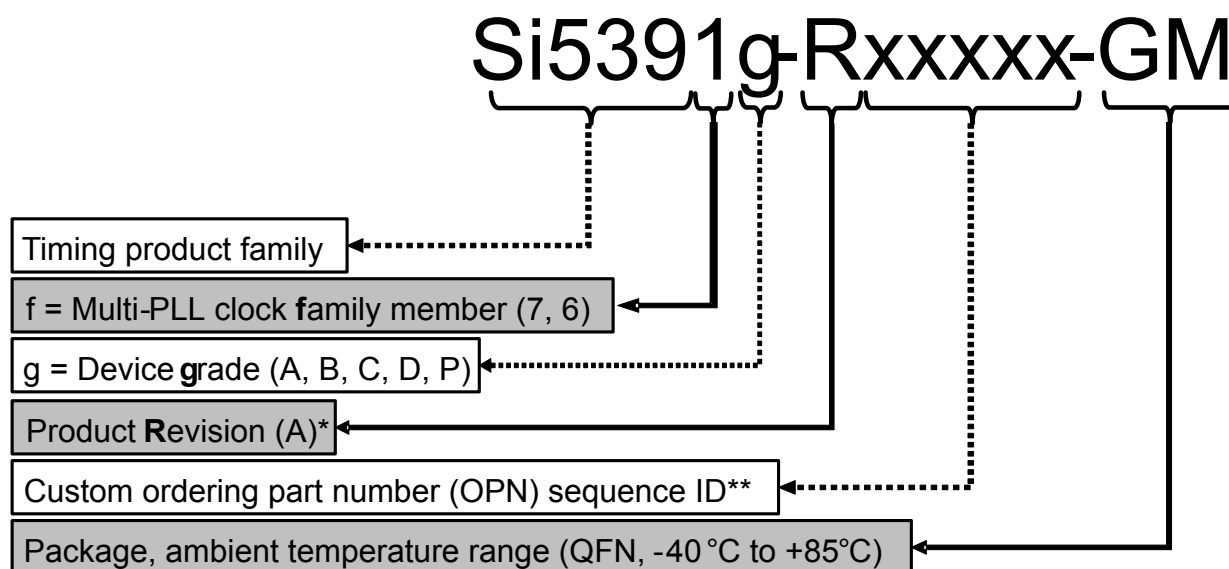 Si5391g-Rxxxxx-GM
Timing product family
f = Multi-PLL clock family member (7, 6)
g = Device grade (A, B, C, D, P)
Product Revision (A)*
Custom ordering part number (OPN) sequence ID**
Package, ambient temperature range (QFN, -40 °C to +85°C)